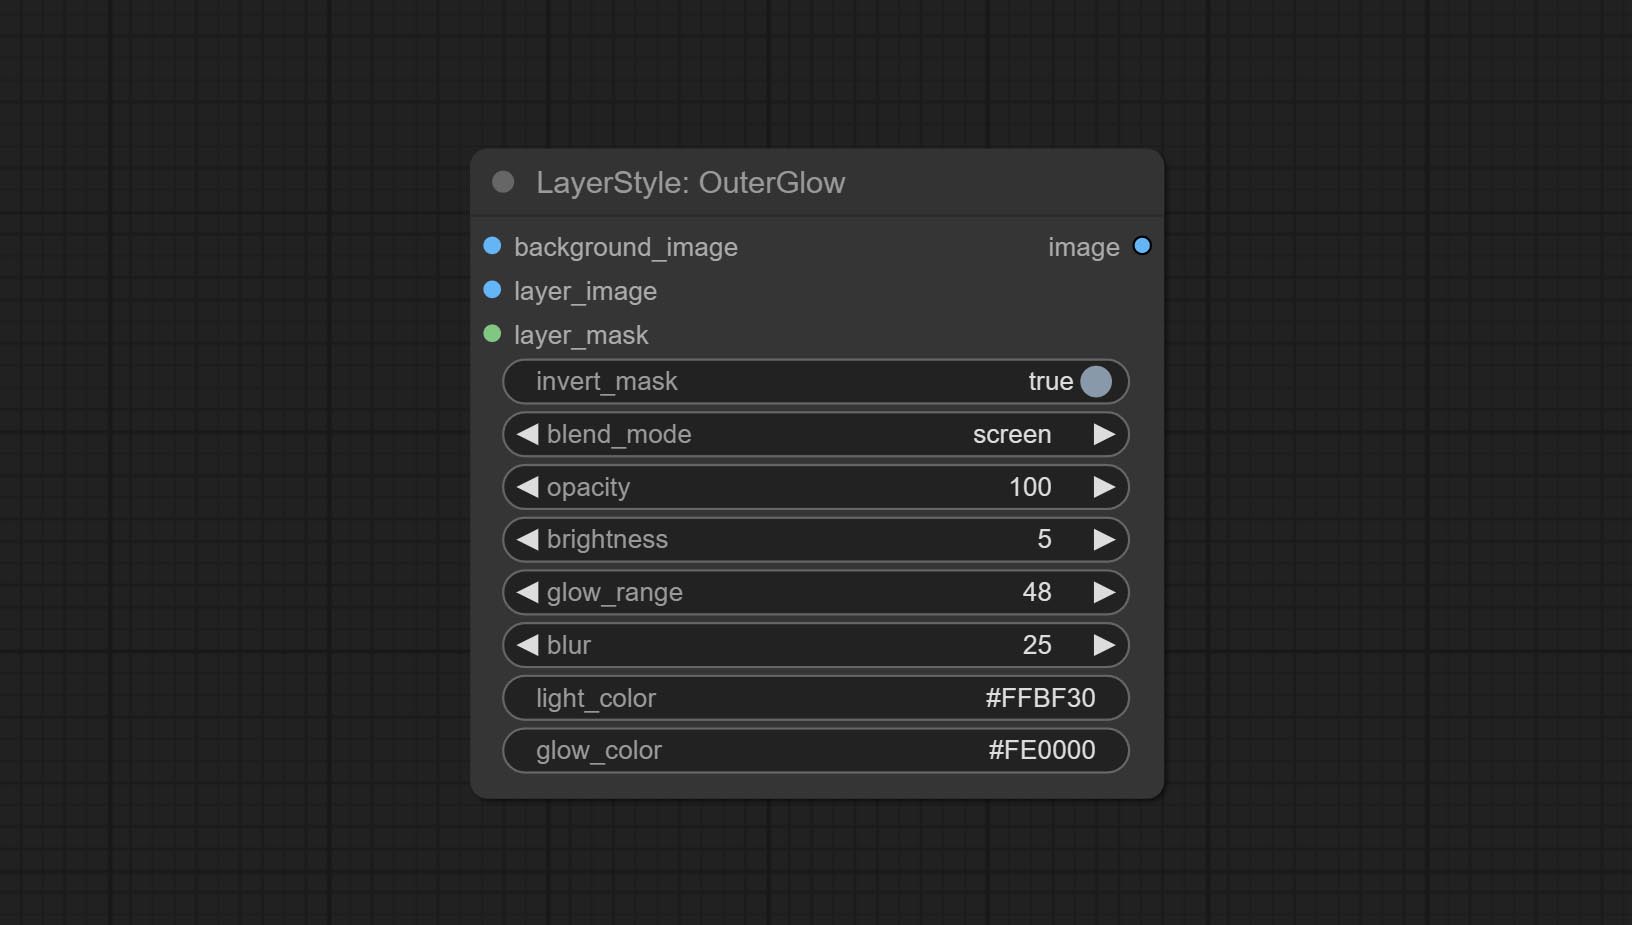 LayerStyle: OuterGlow
background_image image
layer_image
layer_mask
invert_mask true
blend_mode screen
opacity 100
brightness 5
glow_range 48
blur 25
light_color #FFBF30
glow_color #FE0000